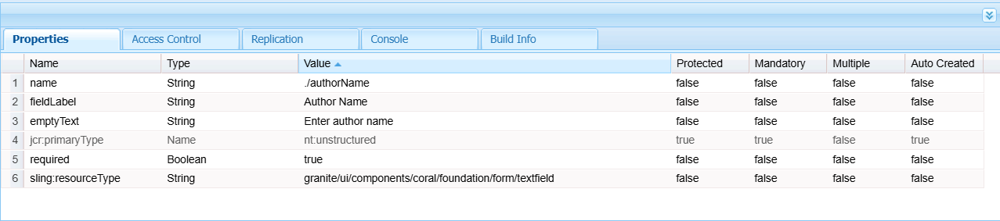 Properties Access Control Replication Console Build Info
Name Type Value Protected Mandatory Multiple Auto Created
1 name String ./authorName false false false false
2 fieldLabel String Author Name false false false false
3 emptyText String Enter author name false false false false
4 jcr:primaryType Name nt:unstructured true true false true
5 required Boolean true false false false false
6 sling:resourceType String granite/ui/components/coral/foundation/form/textfield false false false false